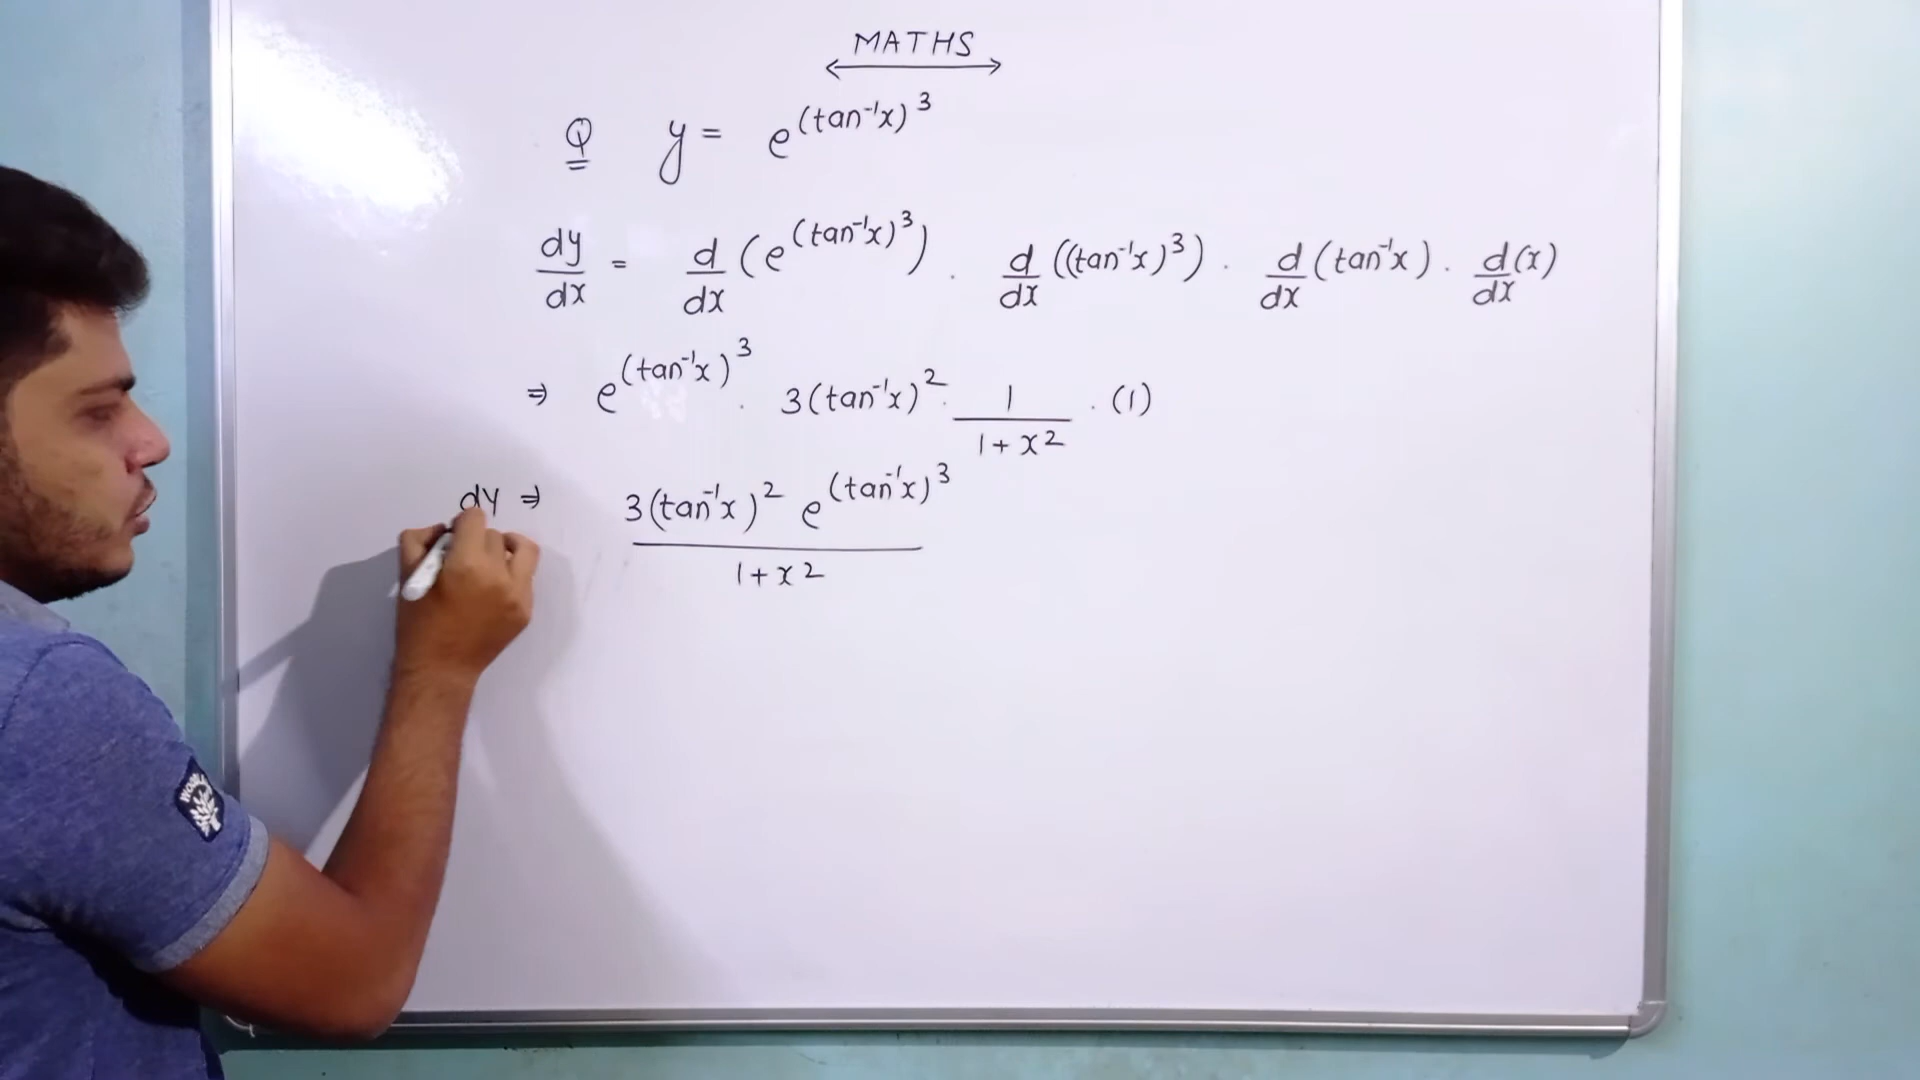 MATHS
Q y = e^(tan⁻¹x)³
dy/dx = d/dx (e^(tan⁻¹x)³) . d/dx ((tan⁻¹x)³) . d/dx (tan⁻¹x) . d/dx (x)
⇒ e^(tan⁻¹x)³ . 3(tan⁻¹x)² . 1/(1+x²) . (1)
dy ⇒ 3(tan⁻¹x)² e^(tan⁻¹x)³ / 1+x²